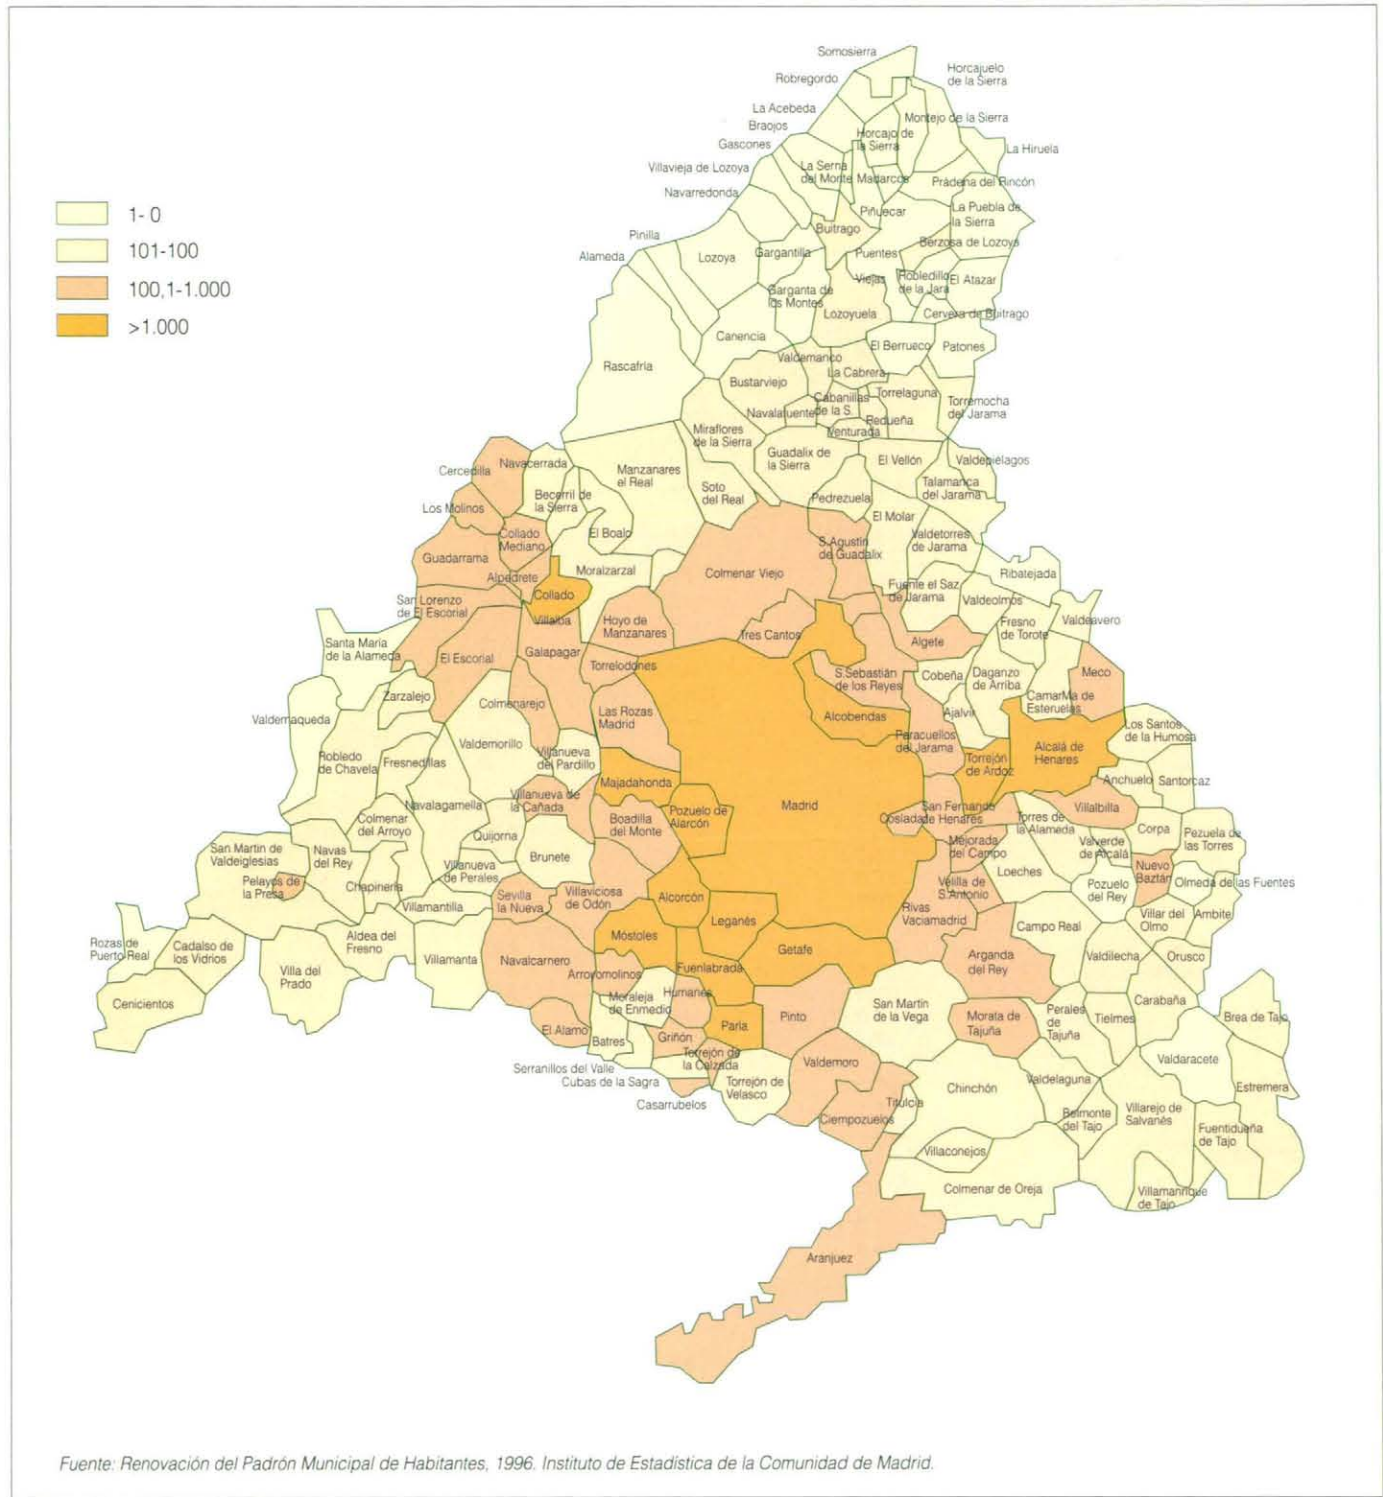 Somosierra
Horcajuelo
de la Sierra
Robregordo
La Acebeda
Montejo de la Sierra
Braojos
Horcajo de
la Sierra
Gascones
La Hiruela
Villavieja de Lozoya
La Serna
del Monte
Madarcos
Prádena del Rincón
Navarredonda
1- 0
Piñuecar
La Puebla de
la Sierra
Buitrago
Pinilla
Berzosa de Lozoya
101-100
Alameda
Lozoya
Gargantilla
Puentes
Viejas
Robledillo
de la Jara
El Atazar
100,1-1.000
Garganta de
los Montes
Lozoyuela
Cervera de Buitrago
>1.000
Canencia
El Berrueco
Patones
Rascafría
Valdemanco
La Cabrera
Bustarviejo
Cabanillas
de la S.
Torrelaguna
Torremocha
del Jarama
Navalafuente
Redueña
Venturada
Miraflores
de la Sierra
Guadalix de
la Sierra
El Vellón
Valdepiélagos
Cercedilla
Navacerrada
Manzanares
el Real
Soto
del Real
Talamanca
del Jarama
Becerril de
la Sierra
Pedrezuela
Los Molinos
El Molar
Collado
Mediano
El Boalo
S.Agustín
de Guadalix
Valdetorres
de Jarama
Guadarrama
Moralzarzal
Colmenar Viejo
Ribatejada
Alpedrete
Fuente el Saz
de Jarama
Collado
Villalba
San Lorenzo
de El Escorial
Valdeolmos
Hoyo de
Manzanares
Fresno
de Torote
Valdeavero
Tres Cantos
Algete
Santa María
de la Alameda
El Escorial
Galapagar
Torrelodones
S.Sebastián
de los Reyes
Cobeña
Daganzo
de Arriba
Meco
Zarzalejo
Colmenarejo
CamarMa de
Esteruelas
Valdemaqueda
Las Rozas
Madrid
Alcobendas
Ajalvir
Los Santos
de la Humosa
Paracuellos
del Jarama
Valdemorillo
Alcalá de
Henares
Robledo
de Chavela
Fresnedillas
Villanueva
del Pardillo
Torrejón
de Ardoz
Majadahonda
Anchuelo
Santorcaz
Navalagamella
Villanueva de
la Cañada
Pozuelo de
Alarcón
Madrid
San Fernando
de Henares
Coslada
Villalbilla
Colmenar
del Arroyo
Boadilla
del Monte
Torres de
la Alameda
Quijorna
Corpa
Pezuela de
las Torres
San Martin de
Valdeiglesias
Navas
del Rey
Brunete
Mejorada
del Campo
Valverde
de Alcalá
Villanueva
de Perales
Loeches
Nuevo
Baztán
Pelayos de
la Presa
Chapinería
Sevilla
la Nueva
Villaviciosa
de Odón
Alcorcón
Velilla de
S.Antonio
Pozuelo
del Rey
Olmeda de las Fuentes
Villamantilla
Rivas
Vaciamadrid
Villar del
Olmo
Ambite
Leganés
Campo Real
Rozas de
Puerto Real
Cadalso de
los Vidrios
Aldea del
Fresno
Móstoles
Getafe
Villamanta
Navalcarnero
Arganda
del Rey
Valdilecha
Orusco
Villa del
Prado
Arroyomolinos
Fuenlabrada
Moraleja
de Enmedio
Humanes
Cenicientos
San Martin
de la Vega
Carabaña
Pinto
Morata de
Tajuña
Perales
de
Tajuña
Tielmes
Brea de Tajo
El Alamo
Parla
Batres
Griñón
Torrejón de
la Calzada
Valdemoro
Valdaracete
Serranillos del Valle
Cubas de la Sagra
Torrejón de
Velasco
Chinchón
Valdelaguna
Estremera
Casarrubelos
Titulcia
Ciempozuelos
Belmonte
del Tajo
Villarejo de
Salvanés
Fuentidueña
de Tajo
Villaconejos
Colmenar de Oreja
Villamanrique
de Tajo
Aranjuez
Fuente: Renovación del Padrón Municipal de Habitantes, 1996. Instituto de Estadística de la Comunidad de Madrid.